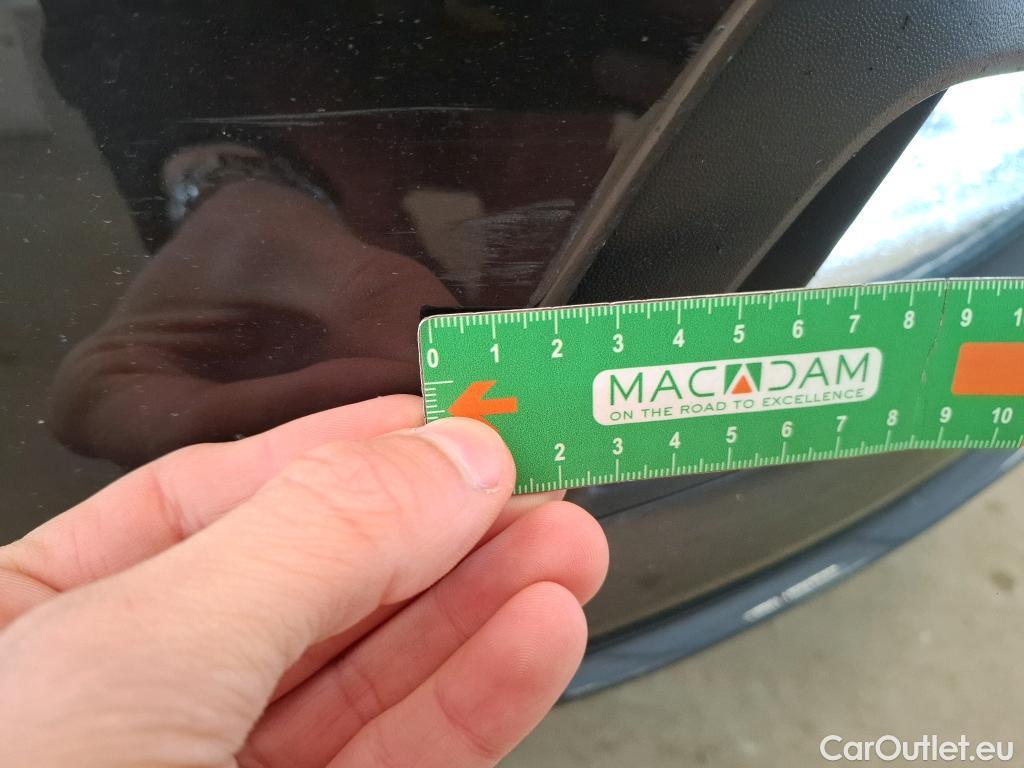 0 1 2 3 4 5 6 7 8 9
MACADAM
ON THE ROAD TO EXCELLENCE
2 3 4 5 6 7 8 9 10
CarOutlet.eu